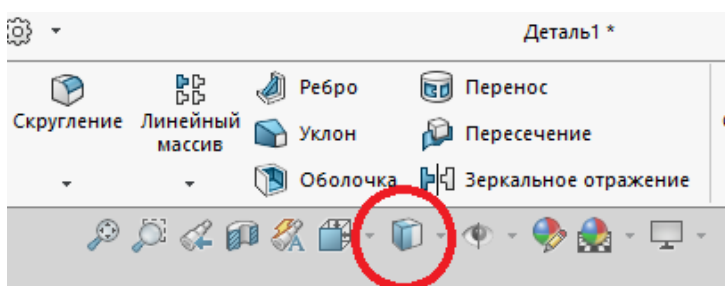 Деталь1 *
Скругление
Линейный
массив
Ребро
Уклон
Оболочка
Перенос
Пересечение
Зеркальное отражение